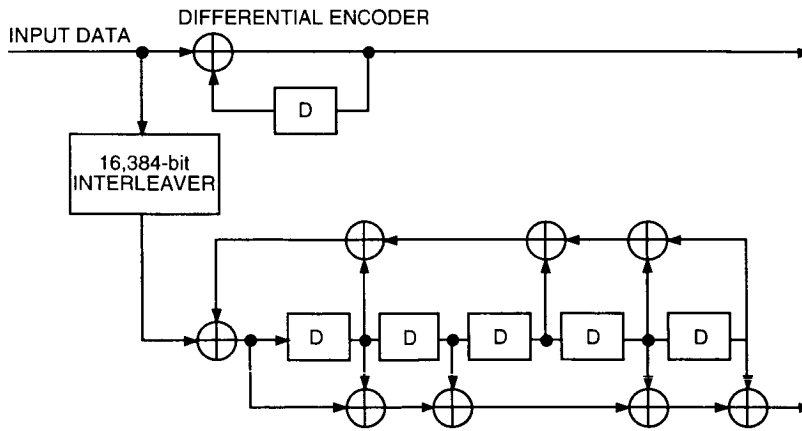 DIFFERENTIAL ENCODER
INPUT DATA
D
16,384-bit
INTERLEAVER
D
D
D
D
D